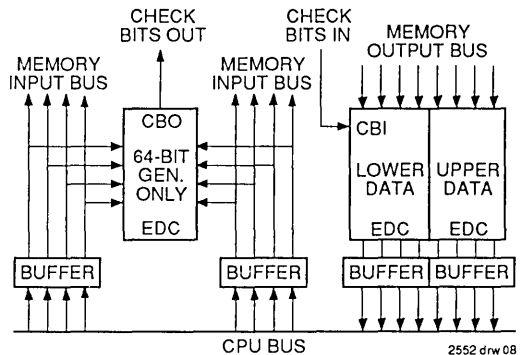 CHECK
BITS OUT
CHECK
BITS IN
MEMORY
INPUT BUS
MEMORY
INPUT BUS
MEMORY
OUTPUT BUS
CBO
64-BIT
GEN.
ONLY
EDC
CBI
LOWER
DATA
EDC
UPPER
DATA
EDC
BUFFER
BUFFER
BUFFER
BUFFER
CPU BUS
2552 drw 08